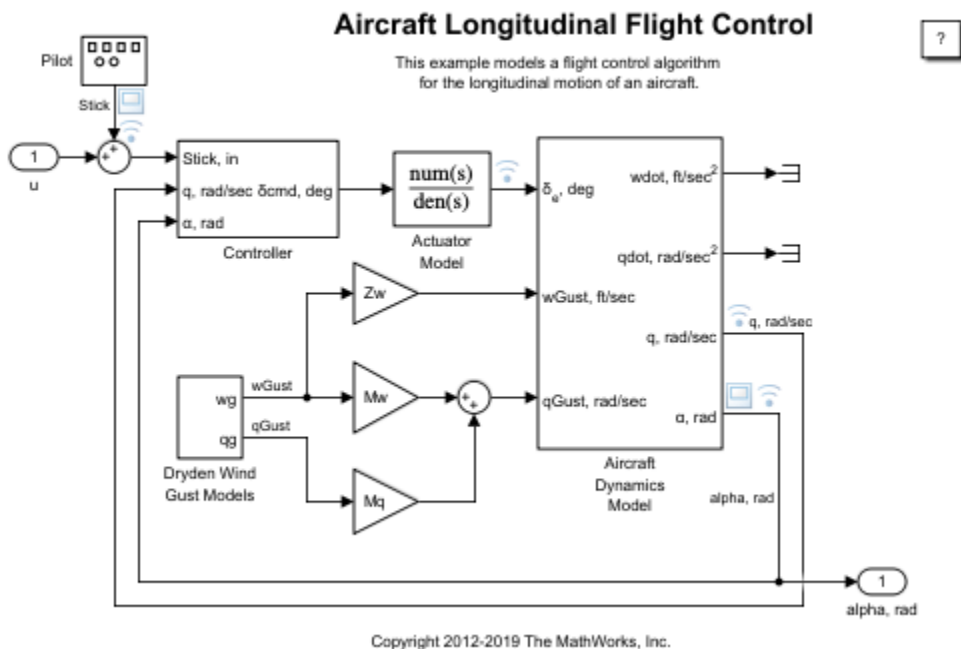 Aircraft Longitudinal Flight Control
?
This example models a flight control algorithm
for the longitudinal motion of an aircraft.
Pilot
Stick
1
u
Stick, in
q, rad/sec δcmd, deg
α, rad
Controller
num(s)
den(s)
Actuator
Model
δe, deg
wGust, ft/sec
qGust, rad/sec
wdot, ft/sec²
qdot, rad/sec²
q, rad/sec
α, rad
Aircraft
Dynamics
Model
q, rad/sec
alpha, rad
Zw
Mw
Mq
wg
qg
wGust
qGust
Dryden Wind
Gust Models
1
alpha, rad
Copyright 2012-2019 The MathWorks, Inc.